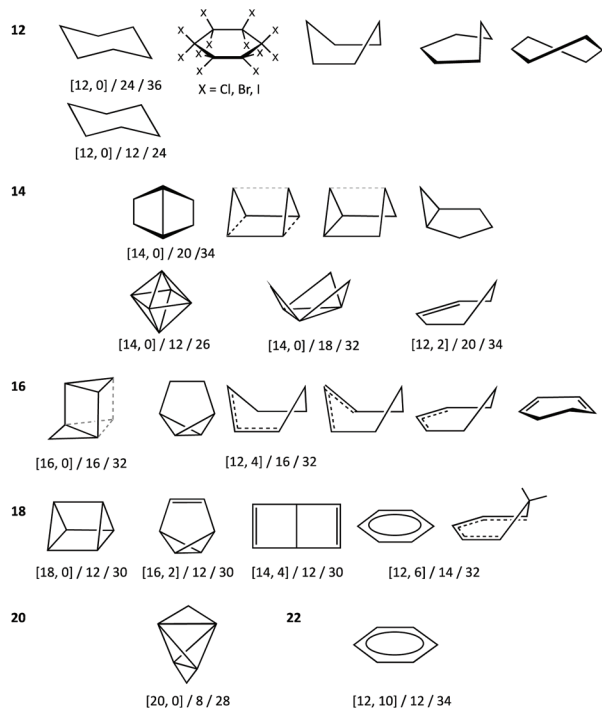 12
X X
X X X X
X X X X
X X
[12, 0] / 24 / 36
X = Cl, Br, I
[12, 0] / 12 / 24
14
[14, 0] / 20 /34
[14, 0] / 12 / 26 [14, 0] / 18 / 32 [12, 2] / 20 / 34
16
[16, 0] / 16 / 32 [12, 4] / 16 / 32
18
[18, 0] / 12 / 30 [16, 2] / 12 / 30 [14, 4] / 12 / 30 [12, 6] / 14 / 32
20 22
[20, 0] / 8 / 28 [12, 10] / 12 / 34